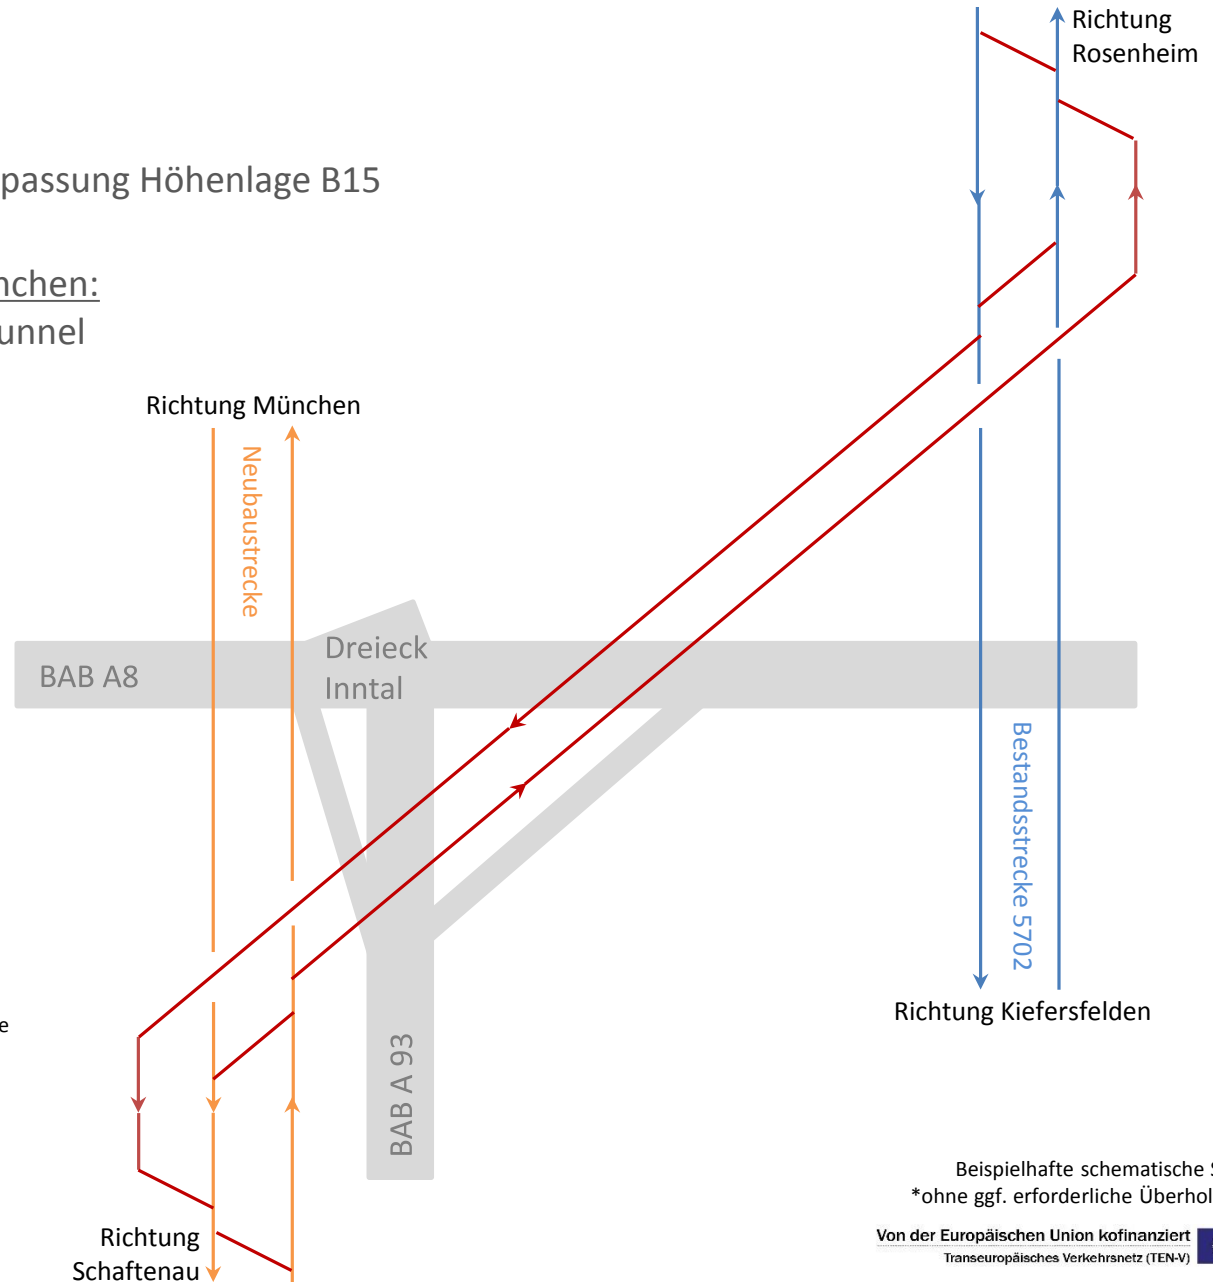 Richtung
Rosenheim
passung Höhenlage B15
nchen:
unnel
Richtung München
Neubaustrecke
Dreieck
Inntal
BAB A8
Bestandsstrecke 5702
Richtung Kiefersfelden
e
BAB A 93
Beispielhafte schematische S
*ohne ggf. erforderliche Überhol
Richtung
Schaftenau
Von der Europäischen Union kofinanziert
Transeuropäisches Verkehrsnetz (TEN-V)